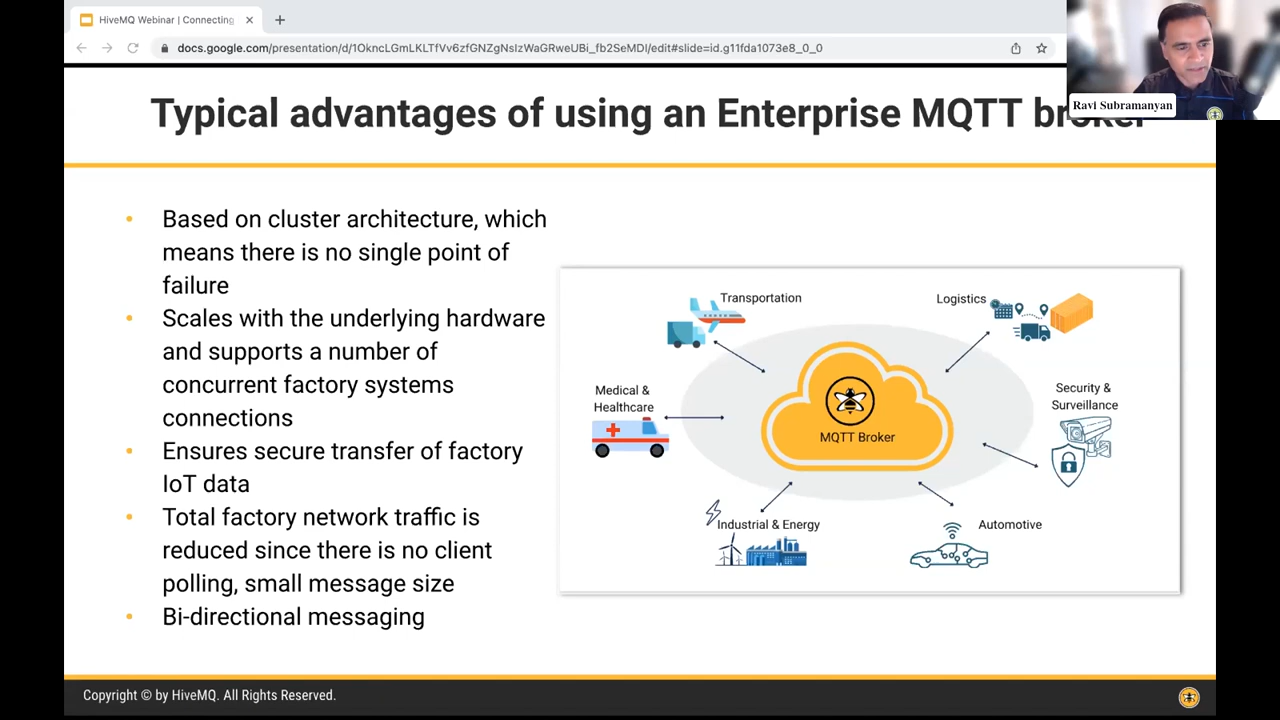 HiveMQ Webinar | Connecting
docs.google.com/presentation/d/1OkncLGmLKLTfVv6zfGNZgNsIzWaGRweUBi_fb2SeMDI/edit#slide=id.g11fda1073e8_0_0
Ravi Subramanyan
Typical advantages of using an Enterprise MQTT broker
• Based on cluster architecture, which
means there is no single point of
failure
• Scales with the underlying hardware
and supports a number of
concurrent factory systems
connections
• Ensures secure transfer of factory
IoT data
• Total factory network traffic is
reduced since there is no client
polling, small message size
• Bi-directional messaging
Transportation
Logistics
Medical &
Healthcare
Security &
Surveillance
MQTT Broker
Industrial & Energy
Automotive
Copyright © by HiveMQ. All Rights Reserved.